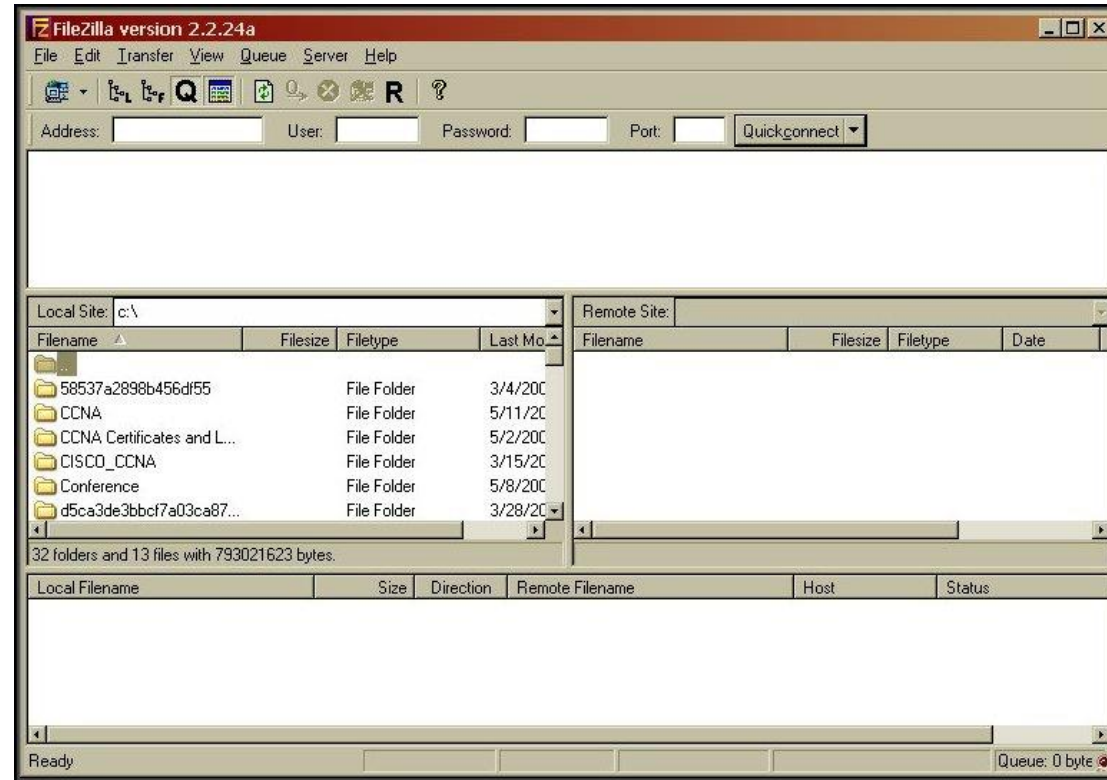 FileZilla version 2.2.24a
File Edit Transfer View Queue Server Help
Q R ?
Address: User: Password: Port: Quickconnect
Local Site: c:\ Remote Site:
Filename Filesize Filetype Last Mo Filename Filesize Filetype Date
..
58537a2898b456df55 File Folder 3/4/200
CCNA File Folder 5/11/20
CCNA Certificates and L... File Folder 5/2/200
CISCO_CCNA File Folder 3/15/20
Conference File Folder 5/8/200
d5ca3de3bbcf7a03ca87... File Folder 3/28/20
32 folders and 13 files with 793021623 bytes.
Local Filename Size Direction Remote Filename Host Status
Ready Queue: 0 byte